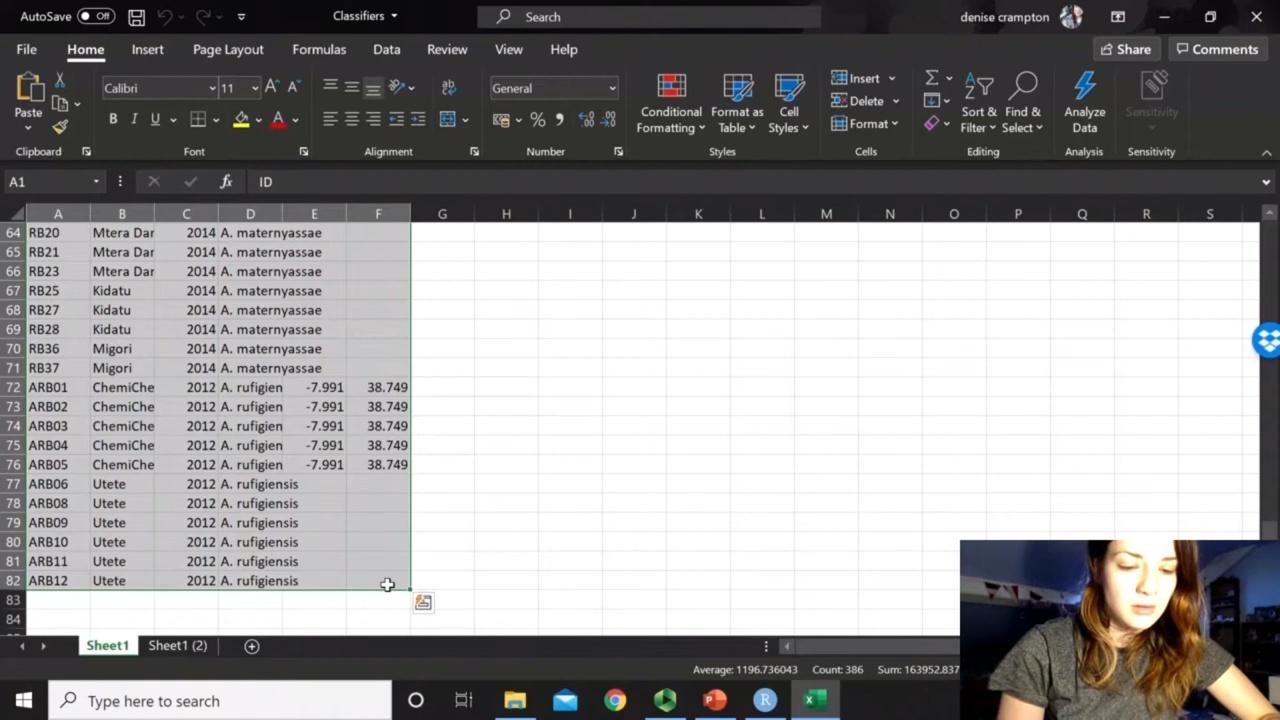 AutoSave Off Classifiers Search denise crampton
File Home Insert Page Layout Formulas Data Review View Help Share Comments
Paste Calibri 11 General Conditional Formatting Format as Table Cell Styles Insert Delete Format Sort & Filter Find & Select Analyze Data Sensitivity
Clipboard Font Alignment Number Styles Cells Editing Analysis Sensitivity
A1 fx ID
A B C D E F G H I J K L M N O P Q R S
64 RB20 Mtera Dar 2014 A. maternyassae
65 RB21 Mtera Dar 2014 A. maternyassae
66 RB23 Mtera Dar 2014 A. maternyassae
67 RB25 Kidatu 2014 A. maternyassae
68 RB27 Kidatu 2014 A. maternyassae
69 RB28 Kidatu 2014 A. maternyassae
70 RB36 Migori 2014 A. maternyassae
71 RB37 Migori 2014 A. maternyassae
72 ARB01 ChemiChe 2012 A. rufigien -7.991 38.749
73 ARB02 ChemiChe 2012 A. rufigien -7.991 38.749
74 ARB03 ChemiChe 2012 A. rufigien -7.991 38.749
75 ARB04 ChemiChe 2012 A. rufigien -7.991 38.749
76 ARB05 ChemiChe 2012 A. rufigien -7.991 38.749
77 ARB06 Utete 2012 A. rufigiensis
78 ARB08 Utete 2012 A. rufigiensis
79 ARB09 Utete 2012 A. rufigiensis
80 ARB10 Utete 2012 A. rufigiensis
81 ARB11 Utete 2012 A. rufigiensis
82 ARB12 Utete 2012 A. rufigiensis
83
84
Sheet1 Sheet1 (2)
Average: 1196.736043 Count: 386 Sum: 163952.837
Type here to search